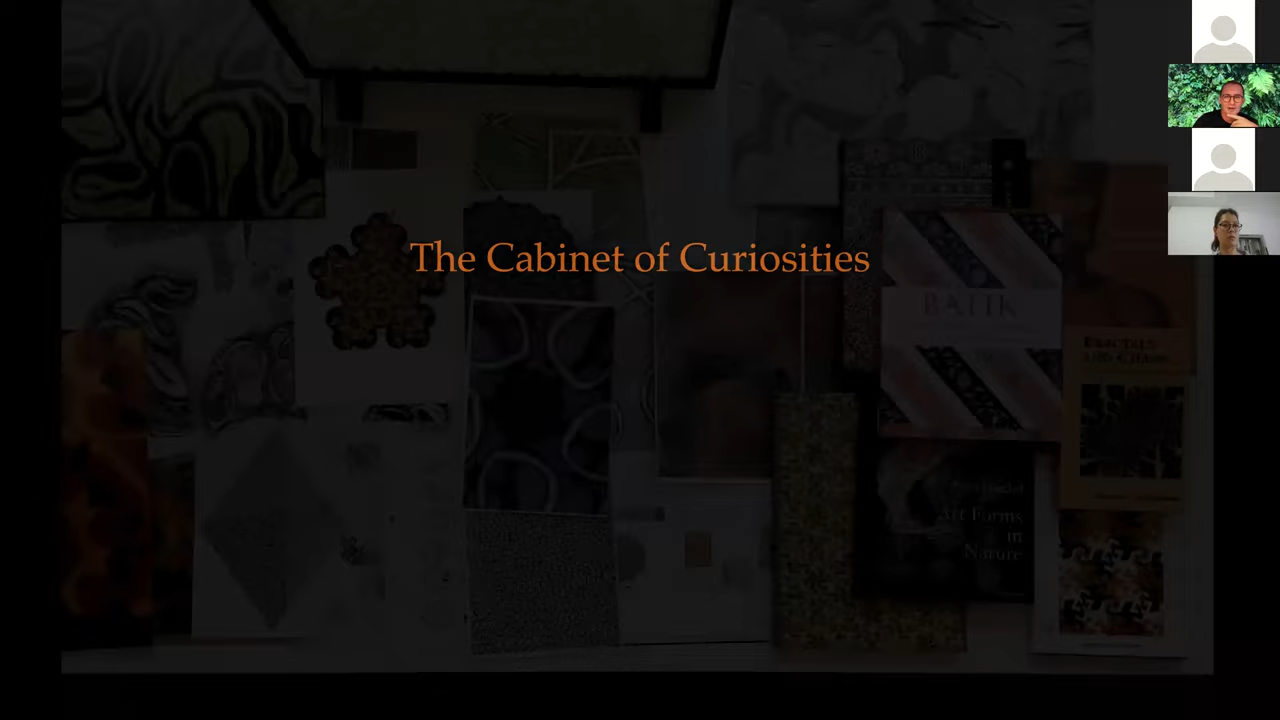 The Cabinet of Curiosities
BATIK
FRACTALS
AND CHAOS
Art Forms
in
Nature